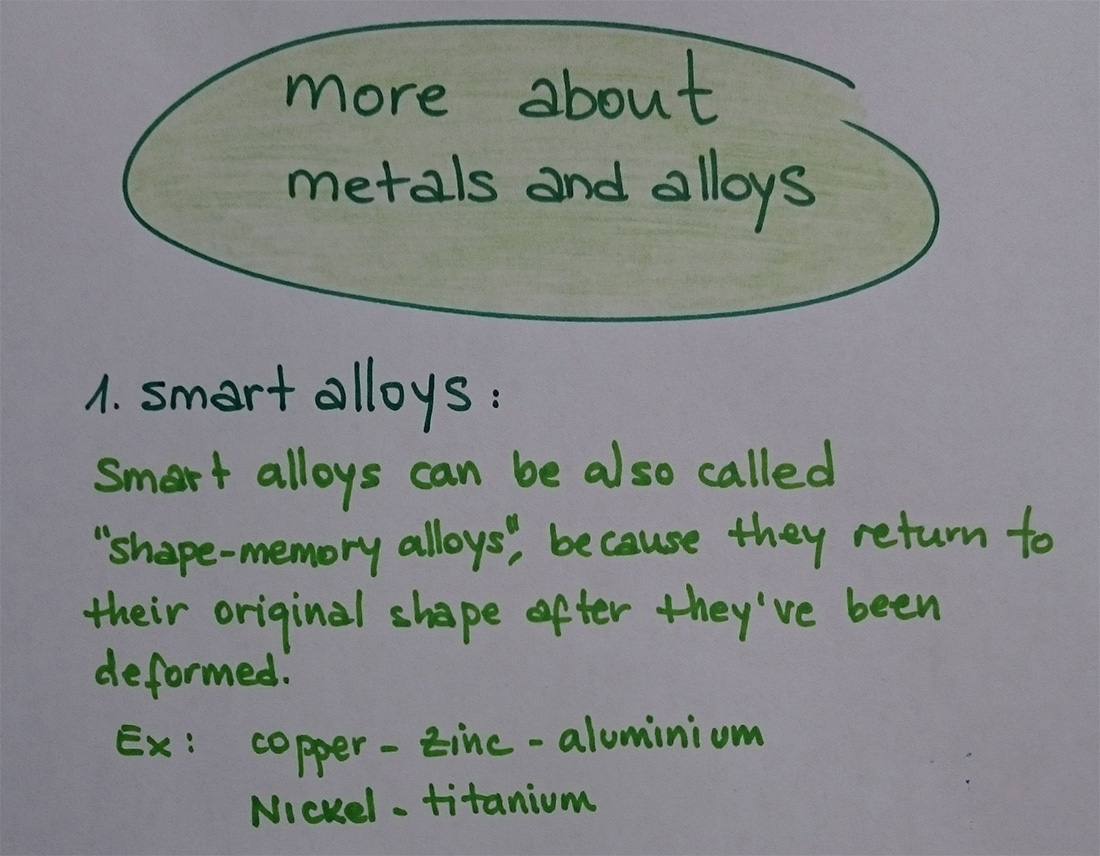 more about
metals and alloys
1. smart alloys :
Smart alloys can be also called
"shape-memory alloys", because they return to
their original shape after they've been
deformed.
Ex : copper - zinc - aluminium
Nickel - titanium